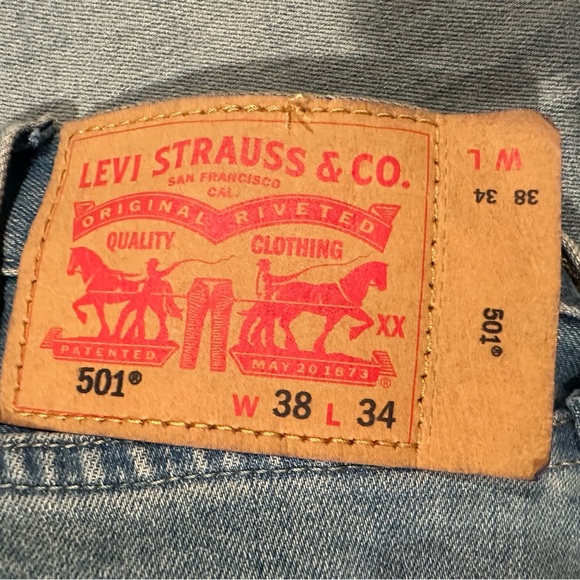 LEVI STRAUSS & CO.
SAN FRANCISCO
CAL.
ORIGINAL RIVETED
QUALITY CLOTHING
XX
PATENTED MAY 20 1873 ®
501® W 38 L 34
W L
38 34
501®